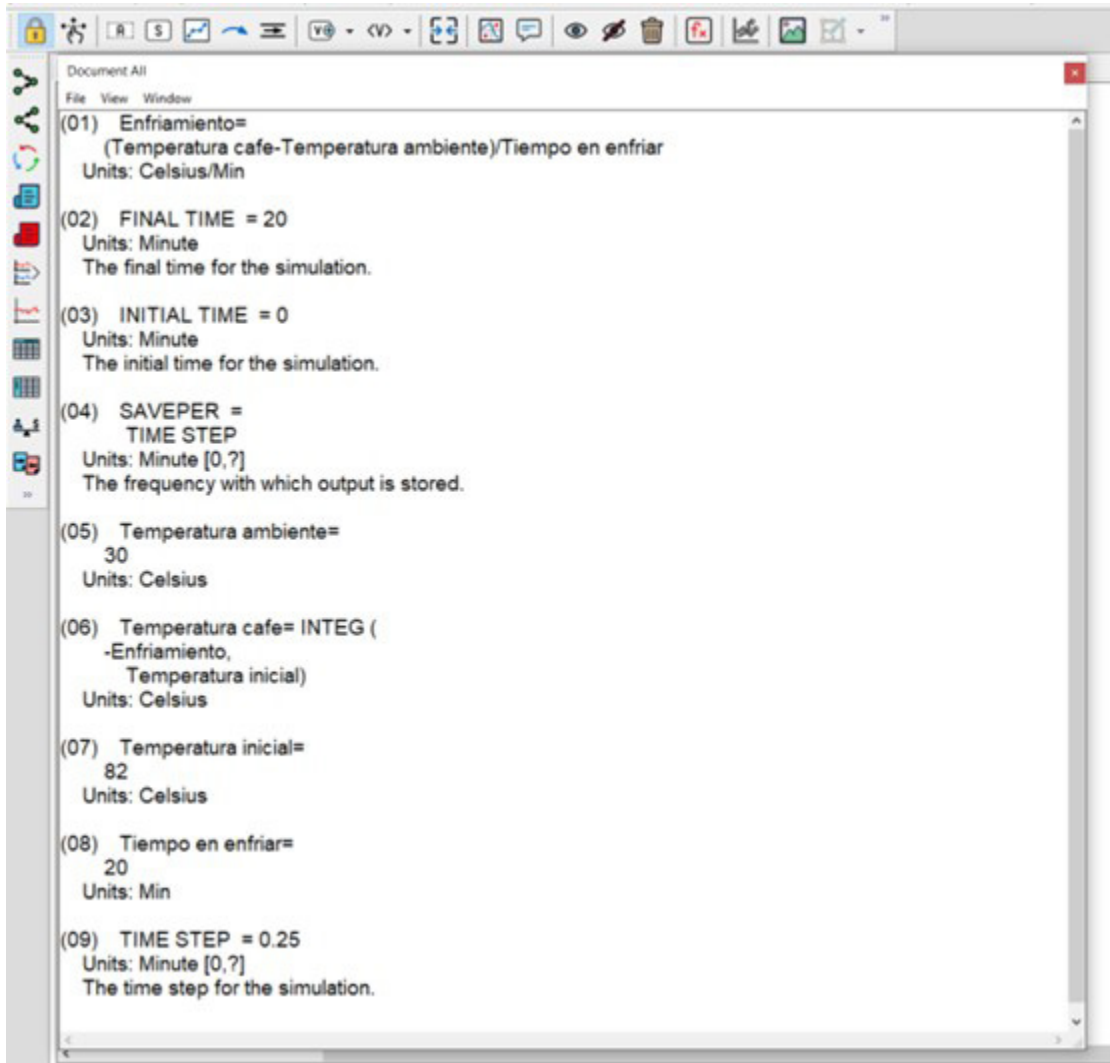 Document All
File View Window
(01) Enfriamiento=
(Temperatura cafe-Temperatura ambiente)/Tiempo en enfriar
Units: Celsius/Min
(02) FINAL TIME = 20
Units: Minute
The final time for the simulation.
(03) INITIAL TIME = 0
Units: Minute
The initial time for the simulation.
(04) SAVEPER =
TIME STEP
Units: Minute [0,?]
The frequency with which output is stored.
(05) Temperatura ambiente=
30
Units: Celsius
(06) Temperatura cafe= INTEG (
-Enfriamiento,
Temperatura inicial)
Units: Celsius
(07) Temperatura inicial=
82
Units: Celsius
(08) Tiempo en enfriar=
20
Units: Min
(09) TIME STEP = 0.25
Units: Minute [0,?]
The time step for the simulation.